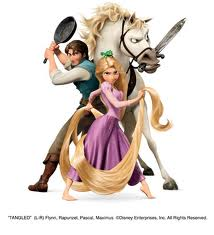 "TANGLED" (L-R) Flynn, Rapunzel, Pascal, Maximus ©Disney Enterprises, Inc. All Rights Reserved.